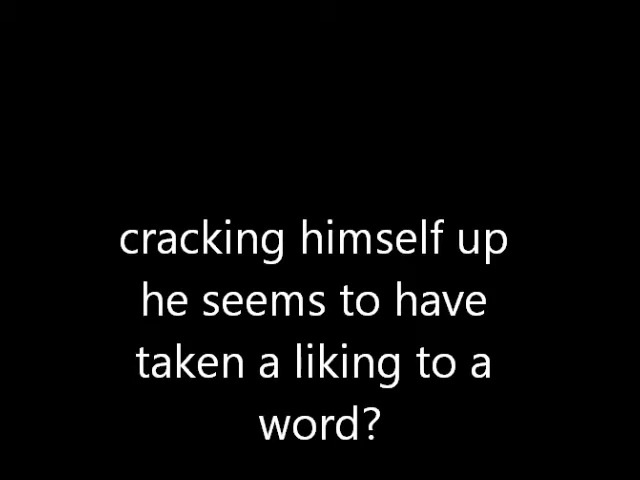 cracking himself up
he seems to have
taken a liking to a
word?